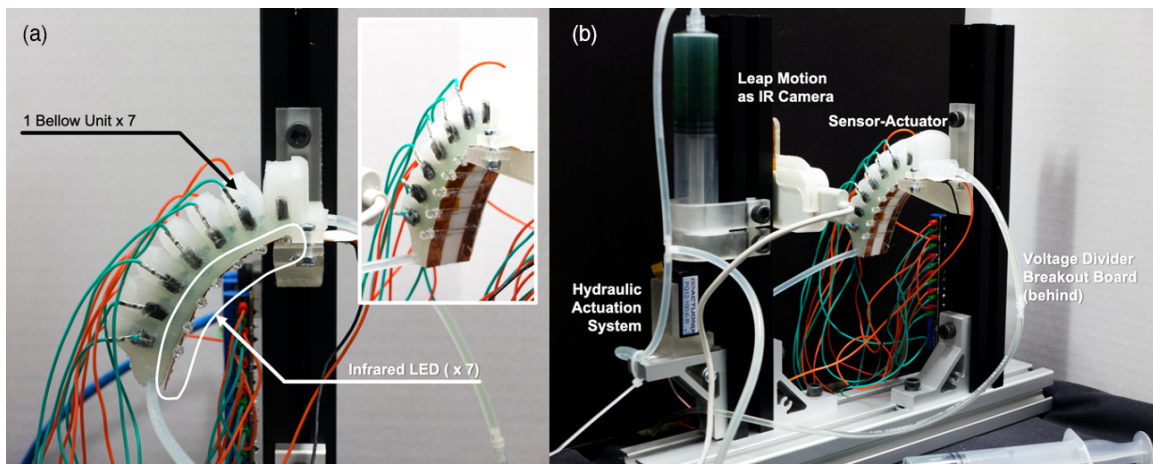 (a)
1 Bellow Unit x 7
Infrared LED ( x 7)
(b)
Leap Motion
as IR Camera
Sensor-Actuator
Hydraulic
Actuation
System
Voltage Divider
Breakout Board
(behind)